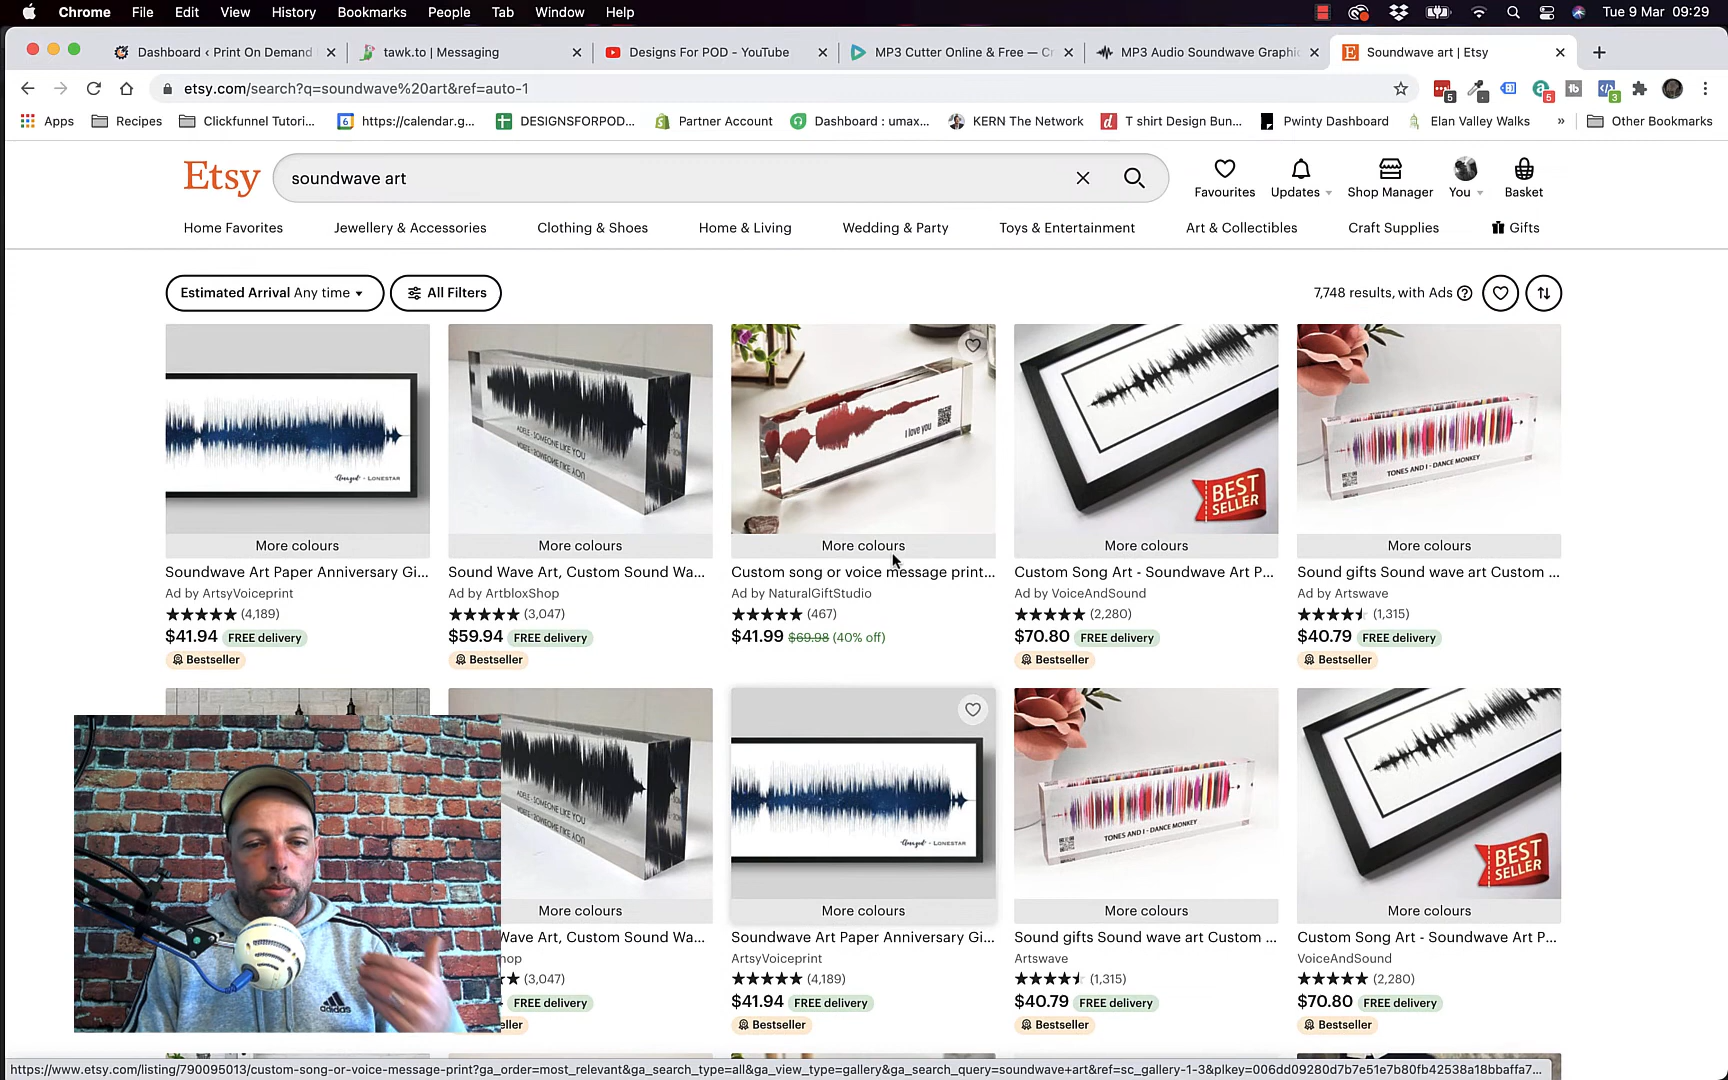 Chrome File Edit View History Bookmarks People Tab Window Help Tue 9 Mar 09:29
Dashboard ‹ Print On Demand tawk.to | Messaging Designs For POD - YouTube MP3 Cutter Online & Free — Cr MP3 Audio Soundwave Graphic Soundwave art | Etsy
etsy.com/search?q=soundwave%20art&ref=auto-1
Apps Recipes Clickfunnel Tutori... https://calendar.g... DESIGNSFORPOD... Partner Account Dashboard : umax... KERN The Network T shirt Design Bun... Pwinty Dashboard Elan Valley Walks » Other Bookmarks
Etsy soundwave art
Favourites Updates Shop Manager You Basket
Home Favorites Jewellery & Accessories Clothing & Shoes Home & Living Wedding & Party Toys & Entertainment Art & Collectibles Craft Supplies Gifts
Estimated Arrival Any time All Filters 7,748 results, with Ads
Amazed - LONESTAR
ADELE - SOMEONE LIKE YOU
I love you
BEST SELLER
TONES AND I - DANCE MONKEY
More colours More colours More colours More colours More colours
Soundwave Art Paper Anniversary Gi... Sound Wave Art, Custom Sound Wa... Custom song or voice message print... Custom Song Art - Soundwave Art P... Sound gifts Sound wave art Custom ...
Ad by ArtsyVoiceprint Ad by ArtbloxShop Ad by NaturalGiftStudio Ad by VoiceAndSound Ad by Artswave
(4,189) (3,047) (467) (2,280) (1,315)
$41.94 FREE delivery $59.94 FREE delivery $41.99 $69.98 (40% off) $70.80 FREE delivery $40.79 FREE delivery
Bestseller Bestseller Bestseller Bestseller
ADELE - SOMEONE LIKE YOU
Amazed - LONESTAR
TONES AND I - DANCE MONKEY
BEST SELLER
More colours More colours More colours More colours
Wave Art, Custom Sound Wa... Soundwave Art Paper Anniversary Gi... Sound gifts Sound wave art Custom ... Custom Song Art - Soundwave Art P...
hop ArtsyVoiceprint Artswave VoiceAndSound
(3,047) (4,189) (1,315) (2,280)
FREE delivery $41.94 FREE delivery $40.79 FREE delivery $70.80 FREE delivery
eller Bestseller Bestseller Bestseller
adidas
https://www.etsy.com/listing/790095013/custom-song-or-voice-message-print?ga_order=most_relevant&ga_search_type=all&ga_view_type=gallery&ga_search_query=soundwave+art&ref=sc_gallery-1-3&plkey=006dd09280d7b7e51e7b80fb42538a18bbaffa7...